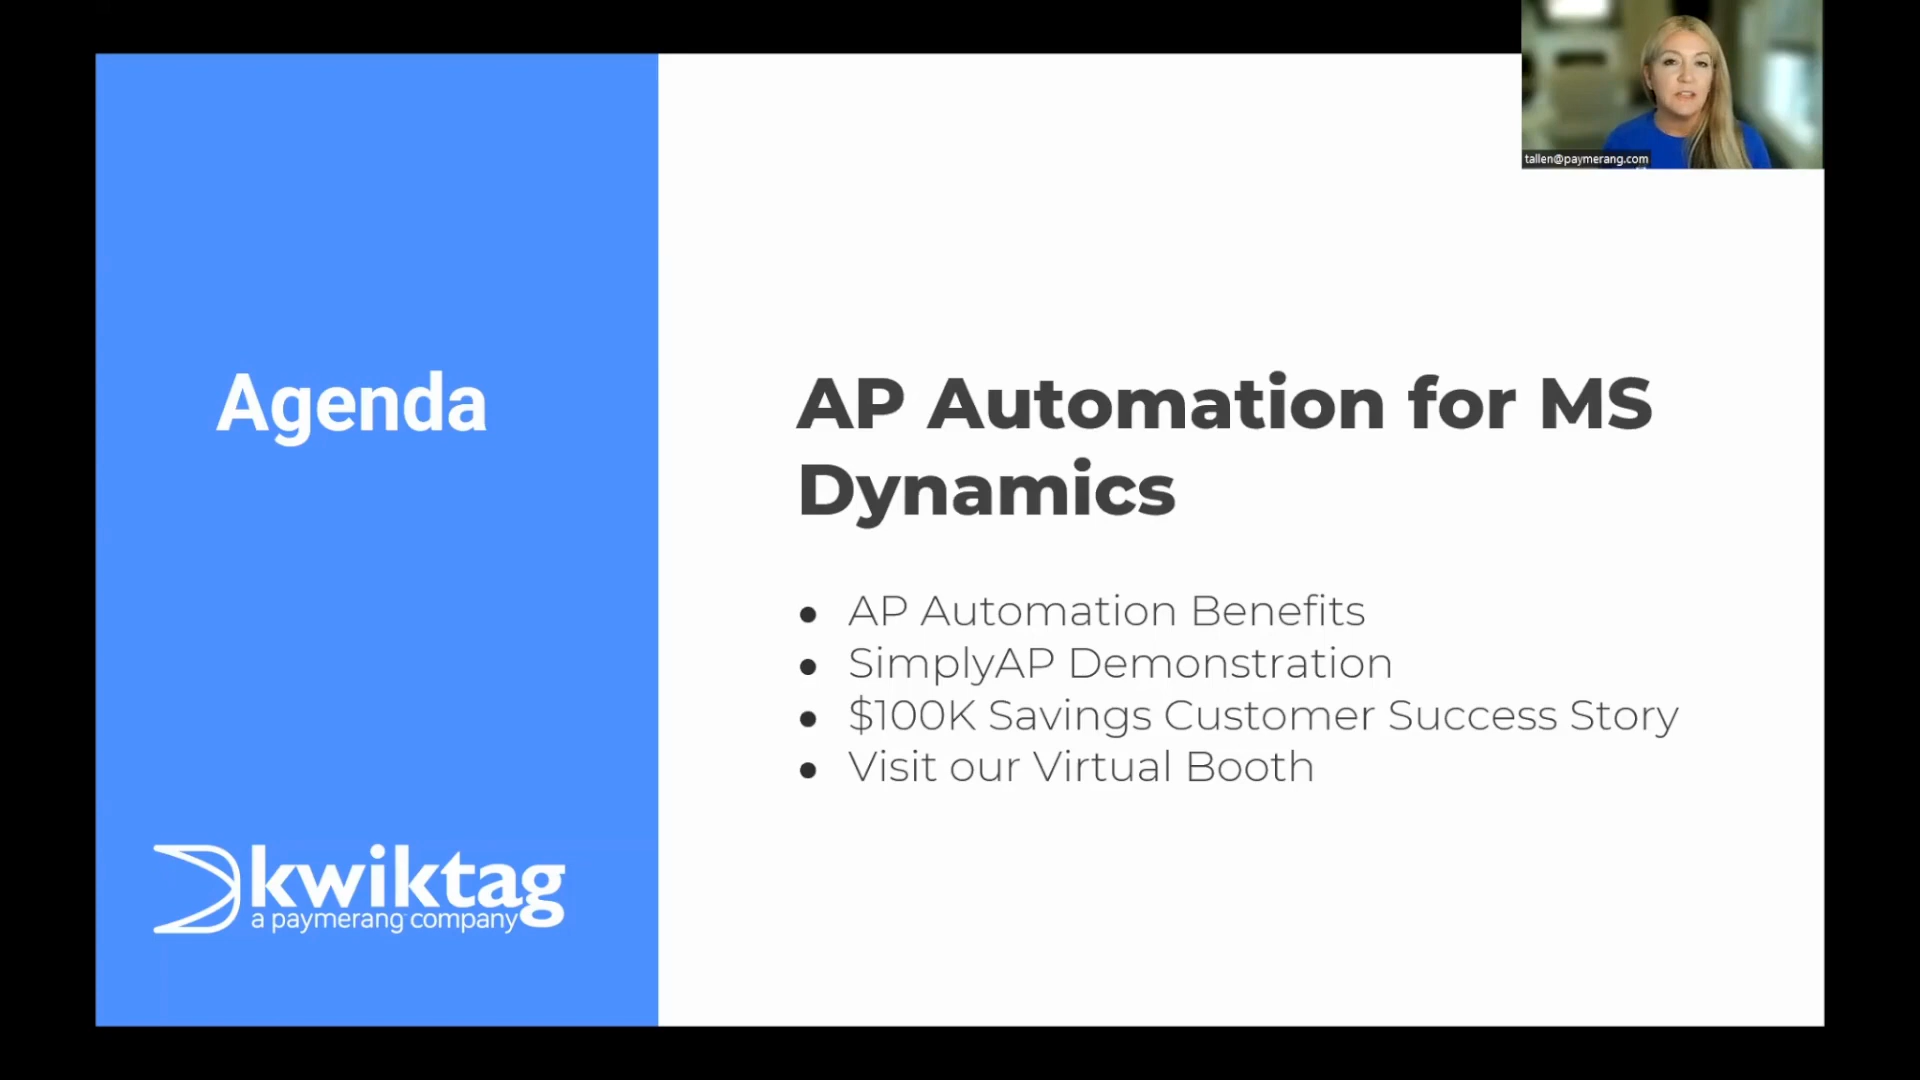 tallen@paymerang.com
Agenda
AP Automation for MS
Dynamics
● AP Automation Benefits
● SimplyAP Demonstration
● $100K Savings Customer Success Story
● Visit our Virtual Booth
kwiktag
a paymerang company